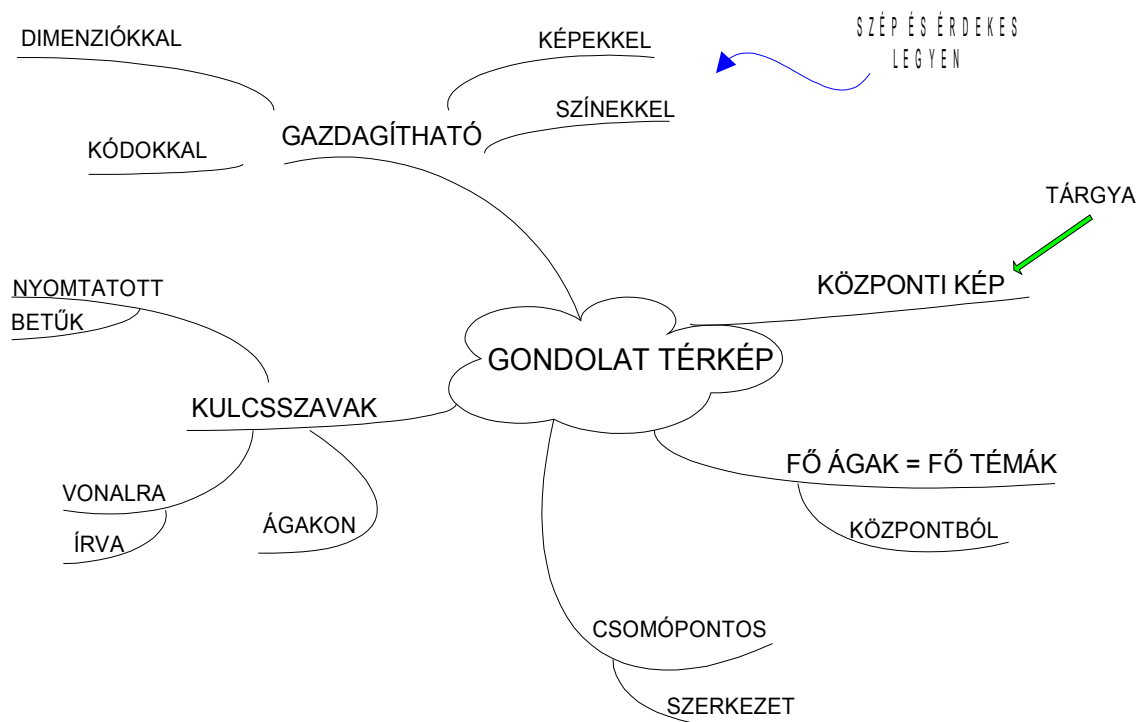 SZÉP ÉS ÉRDEKES
LEGYEN
DIMENZIÓKKAL
KÉPEKKEL
SZÍNEKKEL
GAZDAGÍTHATÓ
KÓDOKKAL
TÁRGYA
KÖZPONTI KÉP
NYOMTATOTT
BETŰK
GONDOLAT TÉRKÉP
KULCSSZAVAK
FŐ ÁGAK = FŐ TÉMÁK
VONALRA
ÍRVA
ÁGAKON
KÖZPONTBÓL
CSOMÓPONTOS
SZERKEZET